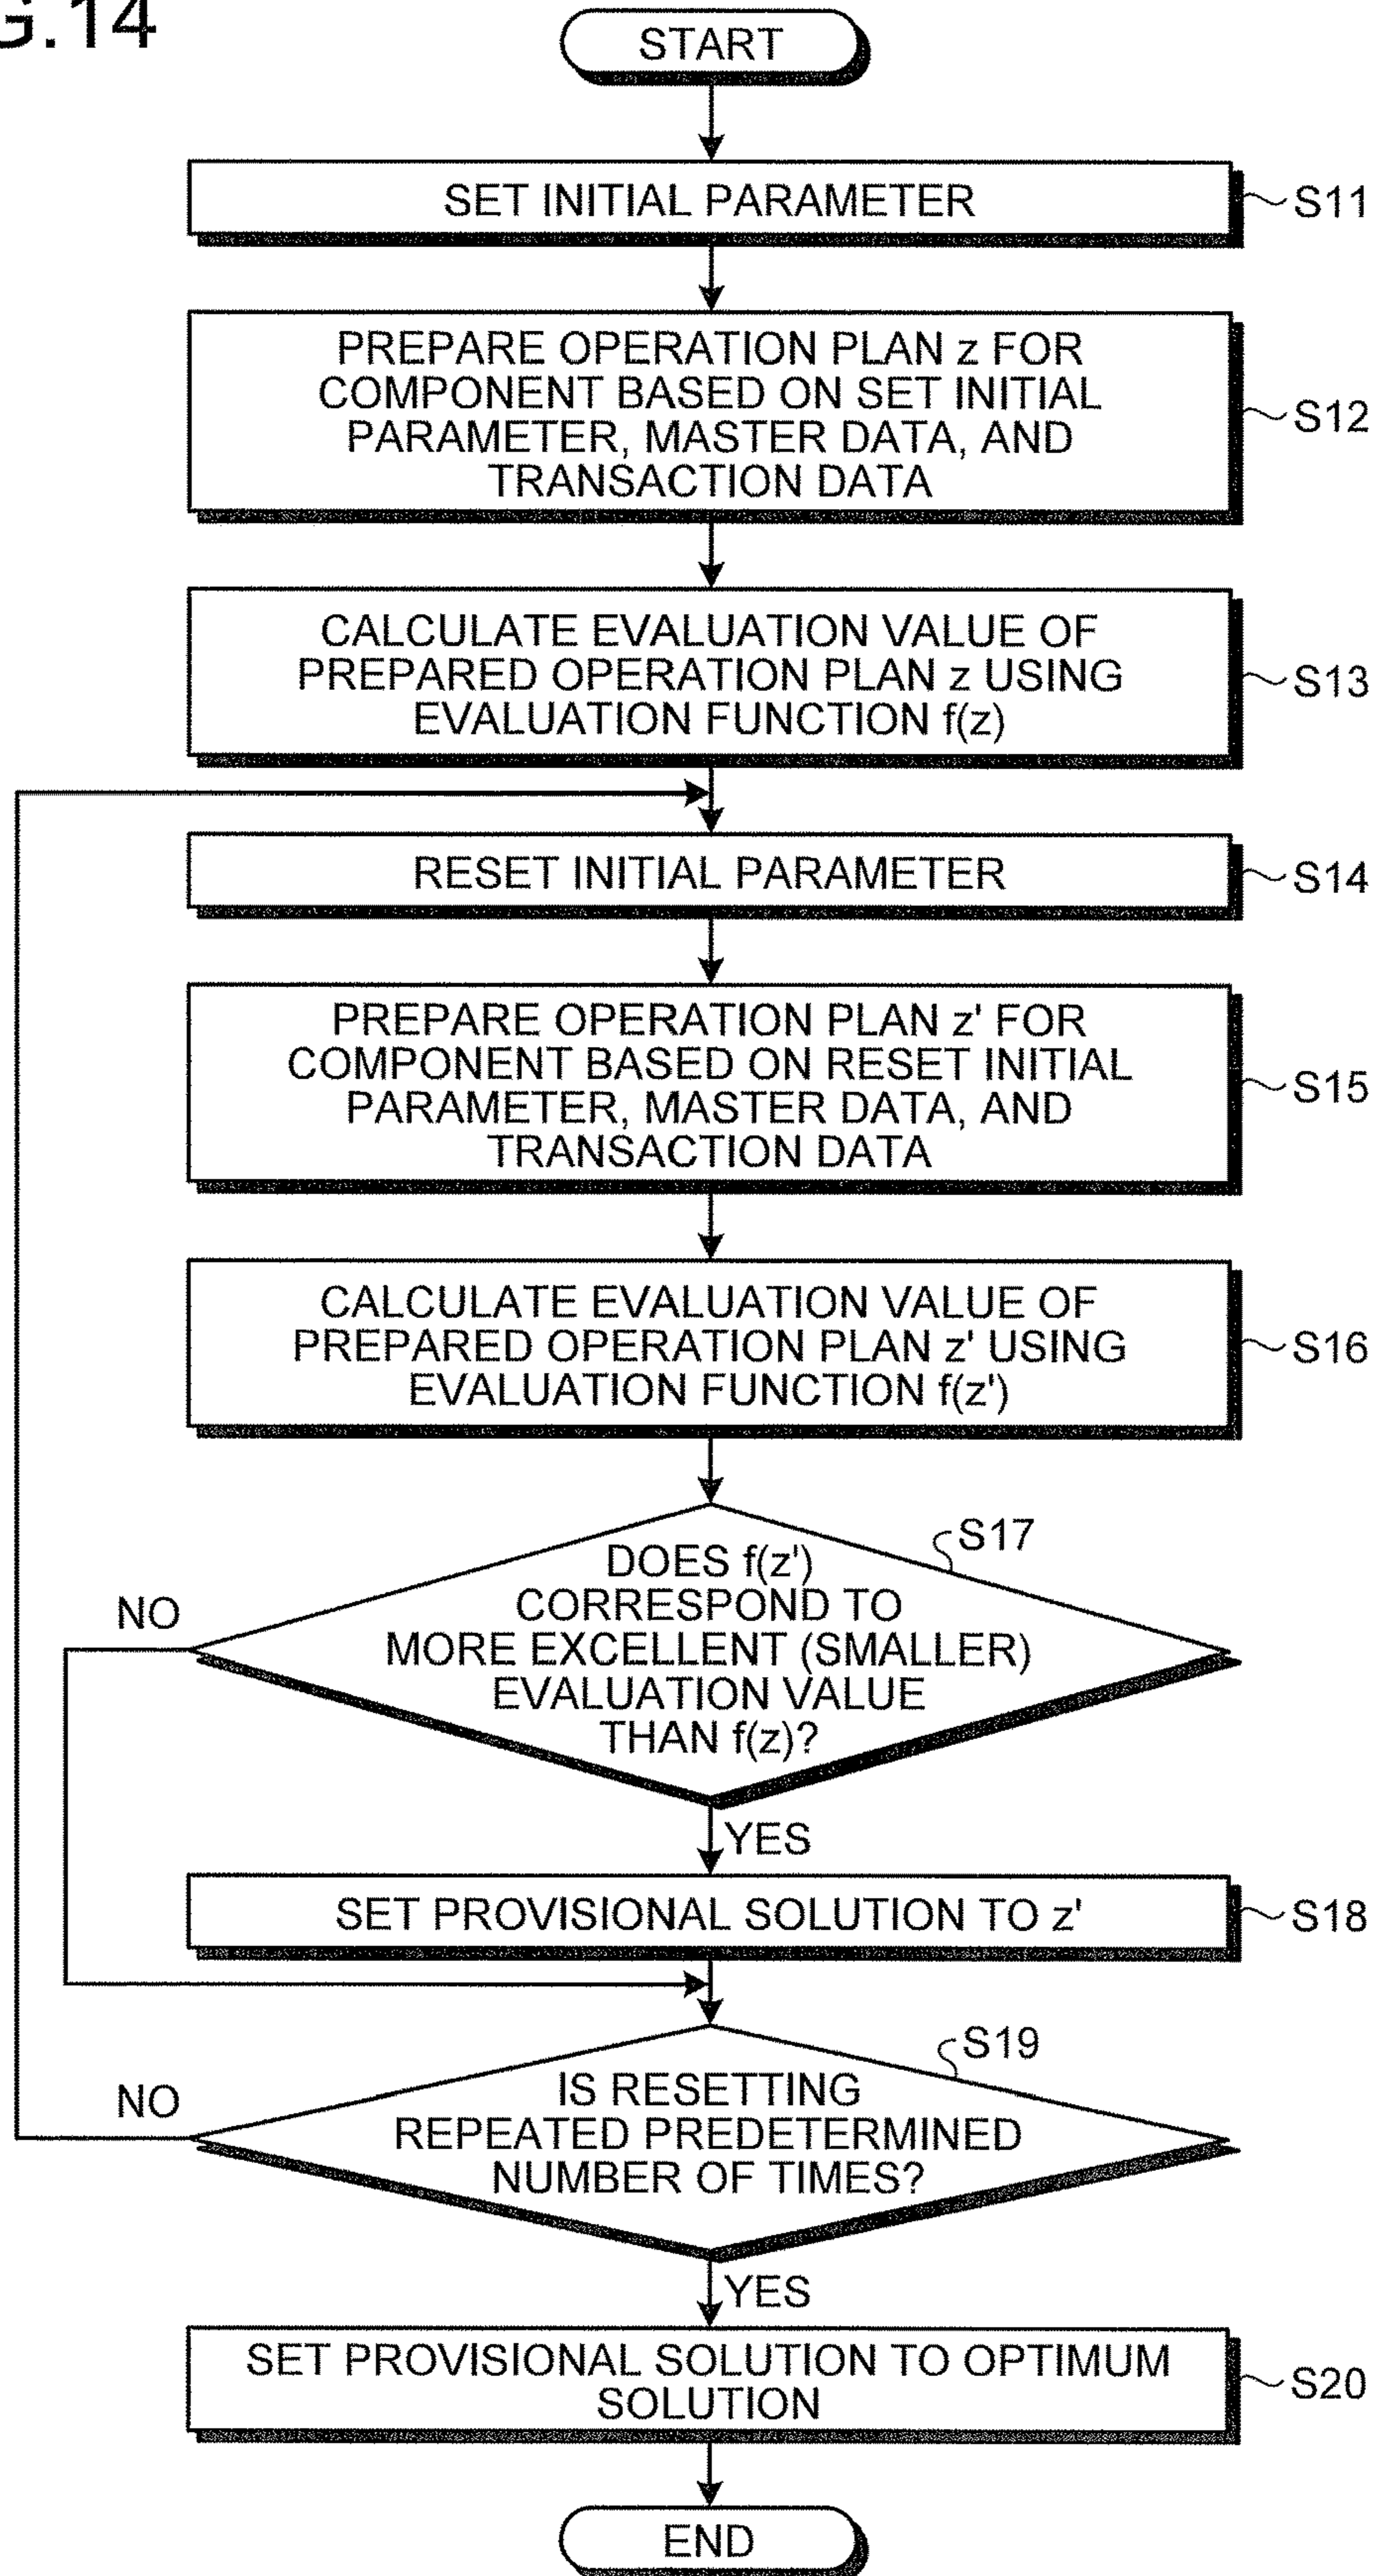 G.14
START
SET INITIAL PARAMETER
S11
PREPARE OPERATION PLAN z FOR
COMPONENT BASED ON SET INITIAL
PARAMETER, MASTER DATA, AND
TRANSACTION DATA
S12
CALCULATE EVALUATION VALUE OF
PREPARED OPERATION PLAN z USING
EVALUATION FUNCTION f(z)
S13
RESET INITIAL PARAMETER
S14
PREPARE OPERATION PLAN z' FOR
COMPONENT BASED ON RESET INITIAL
PARAMETER, MASTER DATA, AND
TRANSACTION DATA
S15
CALCULATE EVALUATION VALUE OF
PREPARED OPERATION PLAN z' USING
EVALUATION FUNCTION f(z')
S16
S17
DOES f(z')
CORRESPOND TO
MORE EXCELLENT (SMALLER)
EVALUATION VALUE
THAN f(z)?
NO
YES
SET PROVISIONAL SOLUTION TO z'
S18
S19
IS RESETTING
REPEATED PREDETERMINED
NUMBER OF TIMES?
NO
YES
SET PROVISIONAL SOLUTION TO OPTIMUM
SOLUTION
S20
END